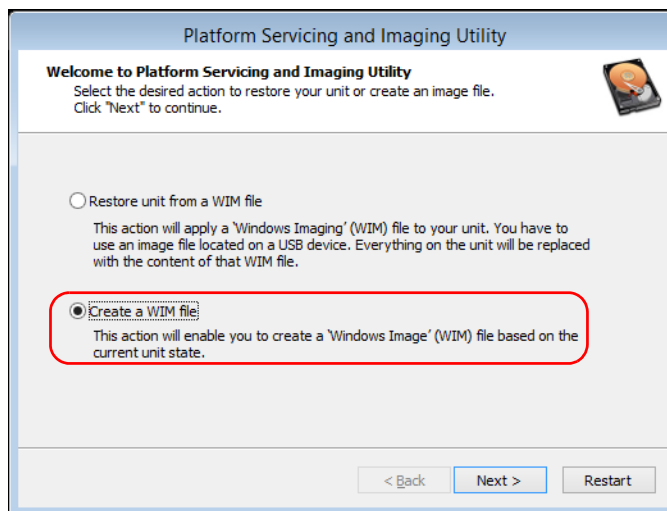 Platform Servicing and Imaging Utility
Welcome to Platform Servicing and Imaging Utility
Select the desired action to restore your unit or create an image file.
Click "Next" to continue.
Restore unit from a WIM file
This action will apply a 'Windows Imaging' (WIM) file to your unit. You have to
use an image file located on a USB device. Everything on the unit will be replaced
with the content of that WIM file.
Create a WIM file
This action will enable you to create a 'Windows Image' (WIM) file based on the
current unit state.
< Back Next > Restart